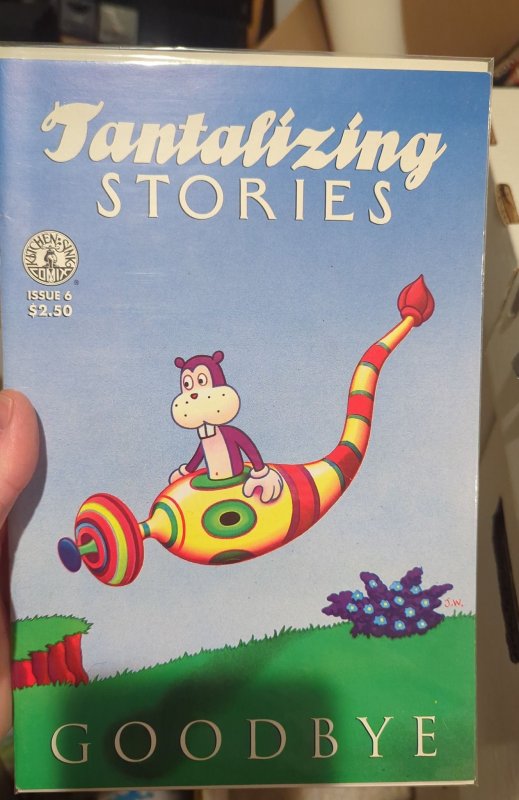 Tantalizing
STORIES
KITCHEN SINK
COMIX
®
ISSUE 6
$2.50
J.W.
GOODBYE